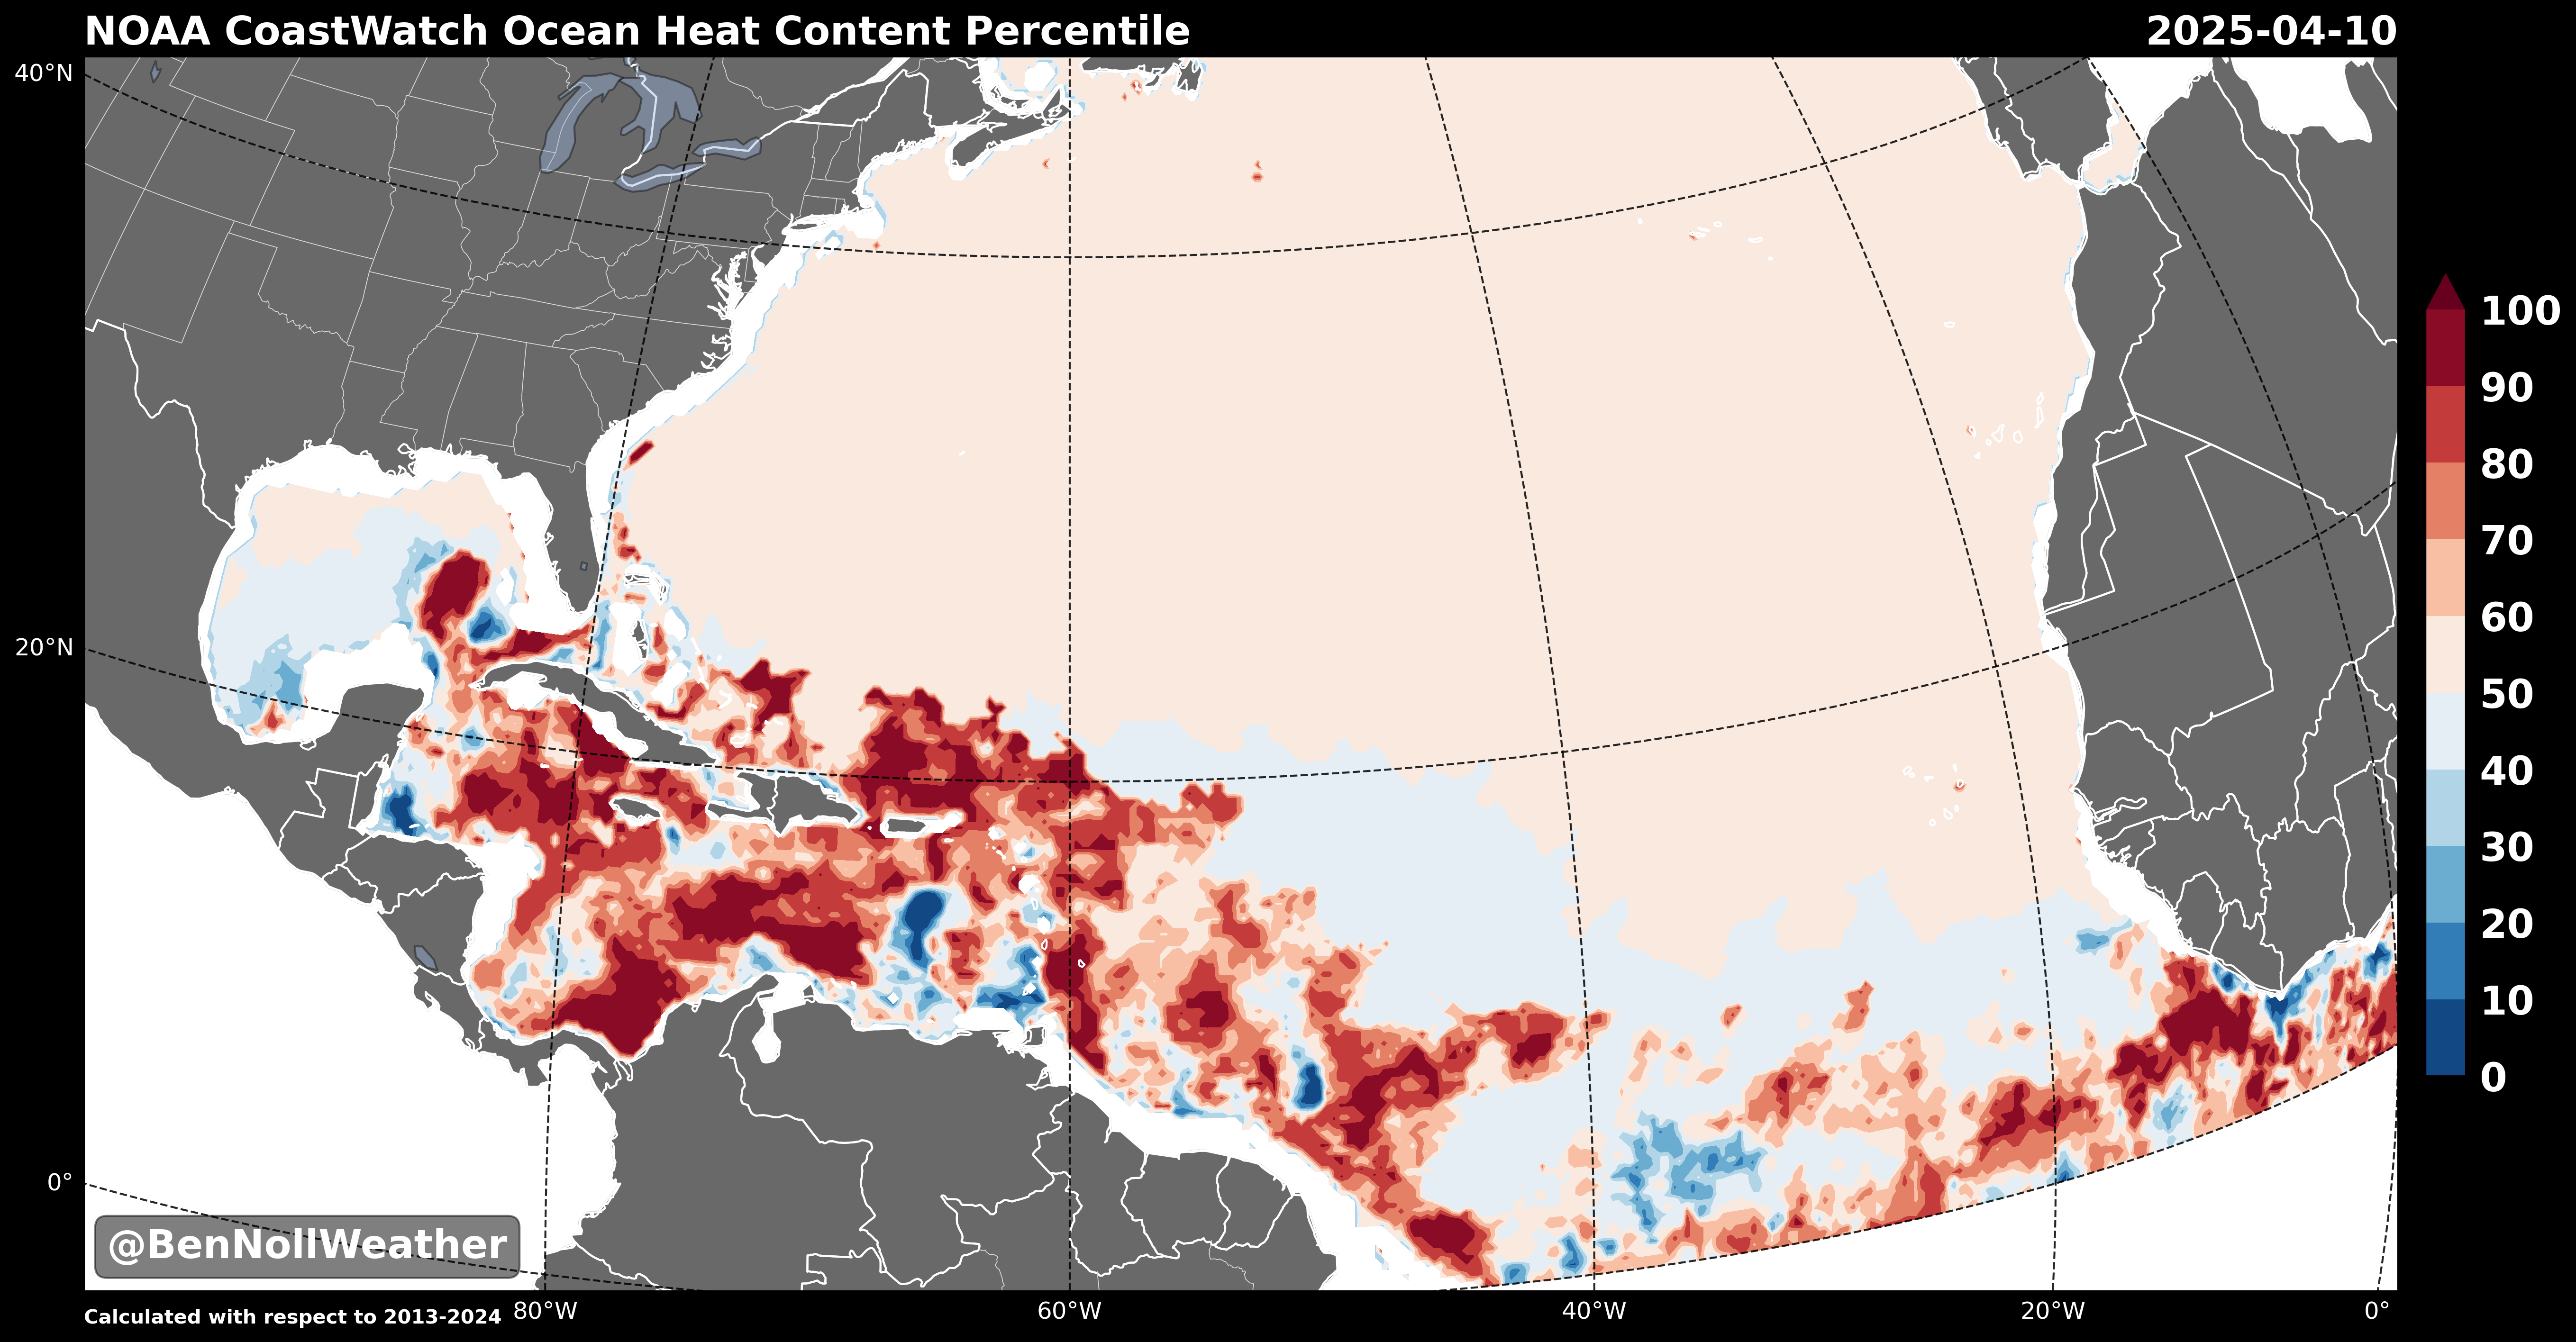 NOAA CoastWatch Ocean Heat Content Percentile
2025-04-10
40°N
20°N
0°
100
90
80
70
60
50
40
30
20
10
0
@BenNollWeather
Calculated with respect to 2013-2024
80°W
60°W
40°W
20°W
0°